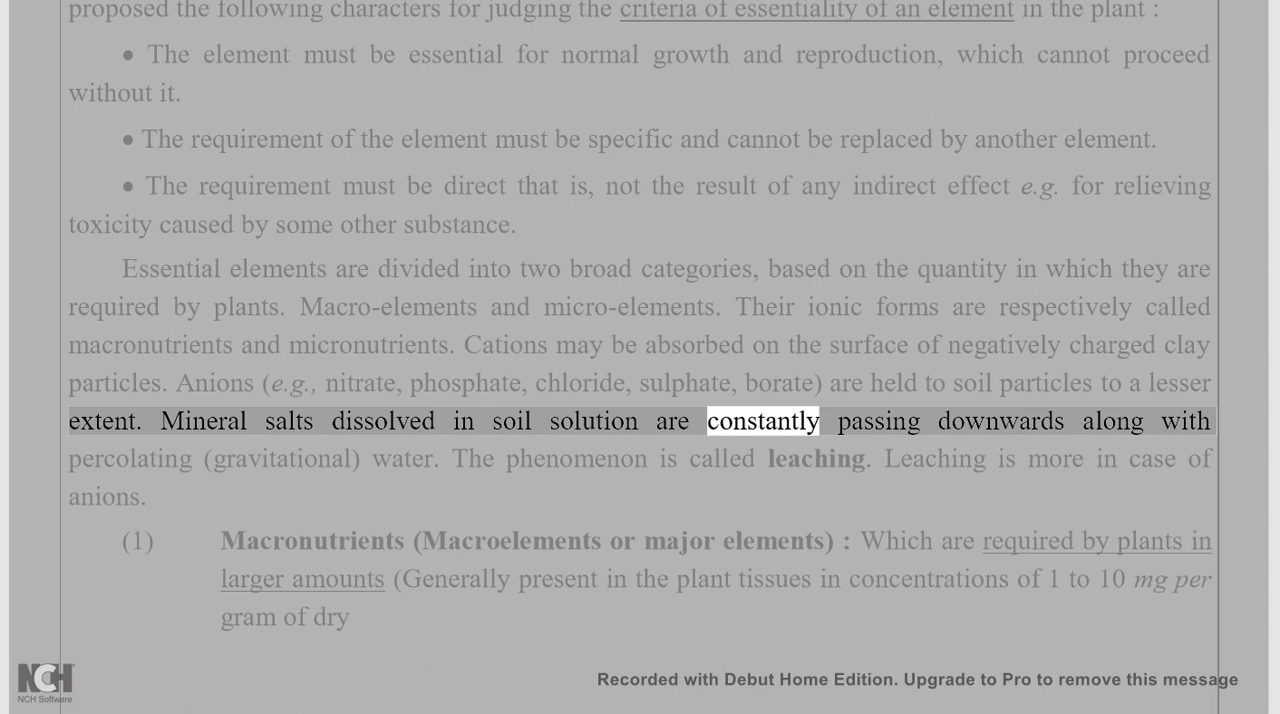 proposed the following characters for judging the criteria of essentiality of an element in the plant :
• The element must be essential for normal growth and reproduction, which cannot proceed
without it.
• The requirement of the element must be specific and cannot be replaced by another element.
• The requirement must be direct that is, not the result of any indirect effect e.g. for relieving
toxicity caused by some other substance.
Essential elements are divided into two broad categories, based on the quantity in which they are
required by plants. Macro-elements and micro-elements. Their ionic forms are respectively called
macronutrients and micronutrients. Cations may be absorbed on the surface of negatively charged clay
particles. Anions (e.g., nitrate, phosphate, chloride, sulphate, borate) are held to soil particles to a lesser
extent. Mineral salts dissolved in soil solution are constantly passing downwards along with
percolating (gravitational) water. The phenomenon is called leaching. Leaching is more in case of
anions.
(1) Macronutrients (Macroelements or major elements) : Which are required by plants in
larger amounts (Generally present in the plant tissues in concentrations of 1 to 10 mg per
gram of dry
NCH
NCH Software
Recorded with Debut Home Edition. Upgrade to Pro to remove this message